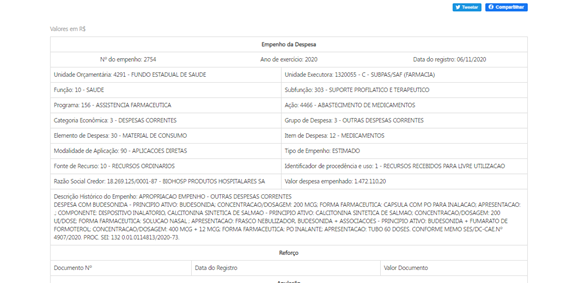 Tweetar Compartilhar
Valores em R$
Empenho da Despesa
Nº do empenho: 2754 Ano de exercício: 2020 Data do registro: 06/11/2020
Unidade Orçamentária: 4291 - FUNDO ESTADUAL DE SAUDE Unidade Executora: 1320055 - C - SUBPAS/SAF (FARMACIA)
Função: 10 - SAUDE Subfunção: 303 - SUPORTE PROFILATICO E TERAPEUTICO
Programa: 156 - ASSISTENCIA FARMACEUTICA Ação: 4466 - ABASTECIMENTO DE MEDICAMENTOS
Categoria Econômica: 3 - DESPESAS CORRENTES Grupo de Despesa: 3 - OUTRAS DESPESAS CORRENTES
Elemento de Despesa: 30 - MATERIAL DE CONSUMO Item de Despesa: 12 - MEDICAMENTOS
Modalidade de Aplicação: 90 - APLICACOES DIRETAS Tipo de Empenho: ESTIMADO
Fonte de Recurso: 10 - RECURSOS ORDINARIOS Identificador de procedência e uso: 1 - RECURSOS RECEBIDOS PARA LIVRE UTILIZACAO
Razão Social Credor: 18.269.125/0001-87 - BIOHOSP PRODUTOS HOSPITALARES SA Valor despesa empenhado: 1.472.110.20
Descrição Histórico do Empenho: APROPRIACAO EMPENHO - OUTRAS DESPESAS CORRENTES
DESPESA COM BUDESONIDA - PRINCIPIO ATIVO: BUDESONIDA; CONCENTRACAO/DOSAGEM: 200 MCG; FORMA FARMACEUTICA: CAPSULA COM PO PARA INALACAO; APRESENTACAO:
.; COMPONENTE: DISPOSITIVO INALATORIO; CALCITONINA SINTETICA DE SALMAO - PRINCIPIO ATIVO: CALCITONINA SINTETICA DE SALMAO; CONCENTRACAO/DOSAGEM: 200
UI/DOSE; FORMA FARMACEUTICA: SOLUCAO NASAL.; APRESENTACAO: FRASCO NEBULIZADOR; BUDESONIDA + ASSOCIACOES - PRINCIPIO ATIVO: BUDESONIDA + FUMARATO DE
FORMOTEROL; CONCENTRACAO/DOSAGEM: 400 MCG + 12 MCG; FORMA FARMACEUTICA: PO INALANTE; APRESENTACAO: TUBO 60 DOSES. CONFORME MEMO SES/DC-CAE.Nº
4907/2020. PROC. SEI: 132 0.01.0114813/2020-73.
Reforço
Documento N° Data do Registro Valor Documento